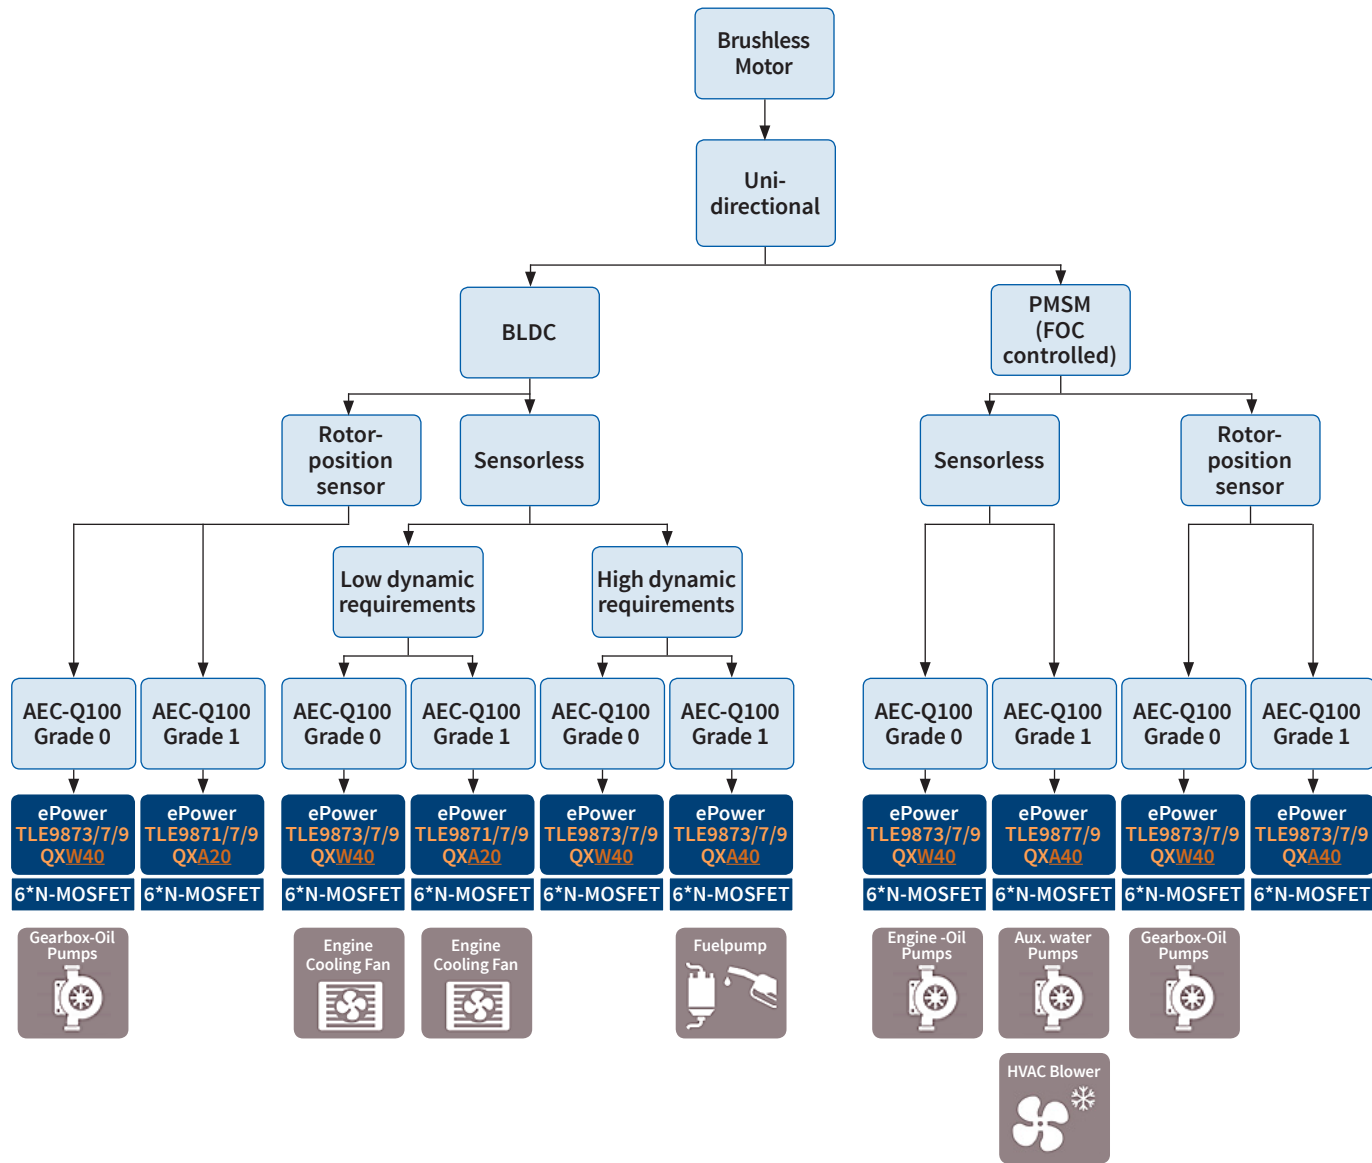 Brushless
Motor
Uni-
directional
BLDC
PMSM
(FOC
controlled)
Rotor-
position
sensor
Sensorless
Sensorless
Rotor-
position
sensor
Low dynamic
requirements
High dynamic
requirements
AEC-Q100
Grade 0
AEC-Q100
Grade 1
AEC-Q100
Grade 0
AEC-Q100
Grade 1
AEC-Q100
Grade 0
AEC-Q100
Grade 1
AEC-Q100
Grade 0
AEC-Q100
Grade 1
AEC-Q100
Grade 0
AEC-Q100
Grade 1
ePower
TLE9873/7/9
QXW40
ePower
TLE9871/7/9
QXA20
ePower
TLE9873/7/9
QXW40
ePower
TLE9871/7/9
QXA20
ePower
TLE9873/7/9
QXW40
ePower
TLE9873/7/9
QXA40
ePower
TLE9873/7/9
QXW40
ePower
TLE9877/9
QXA40
ePower
TLE9873/7/9
QXW40
ePower
TLE9873/7/9
QXA40
6*N-MOSFET
6*N-MOSFET
6*N-MOSFET
6*N-MOSFET
6*N-MOSFET
6*N-MOSFET
6*N-MOSFET
6*N-MOSFET
6*N-MOSFET
6*N-MOSFET
Gearbox-Oil
Pumps
Engine
Cooling Fan
Engine
Cooling Fan
Fuelpump
Engine -Oil
Pumps
Aux. water
Pumps
Gearbox-Oil
Pumps
HVAC Blower